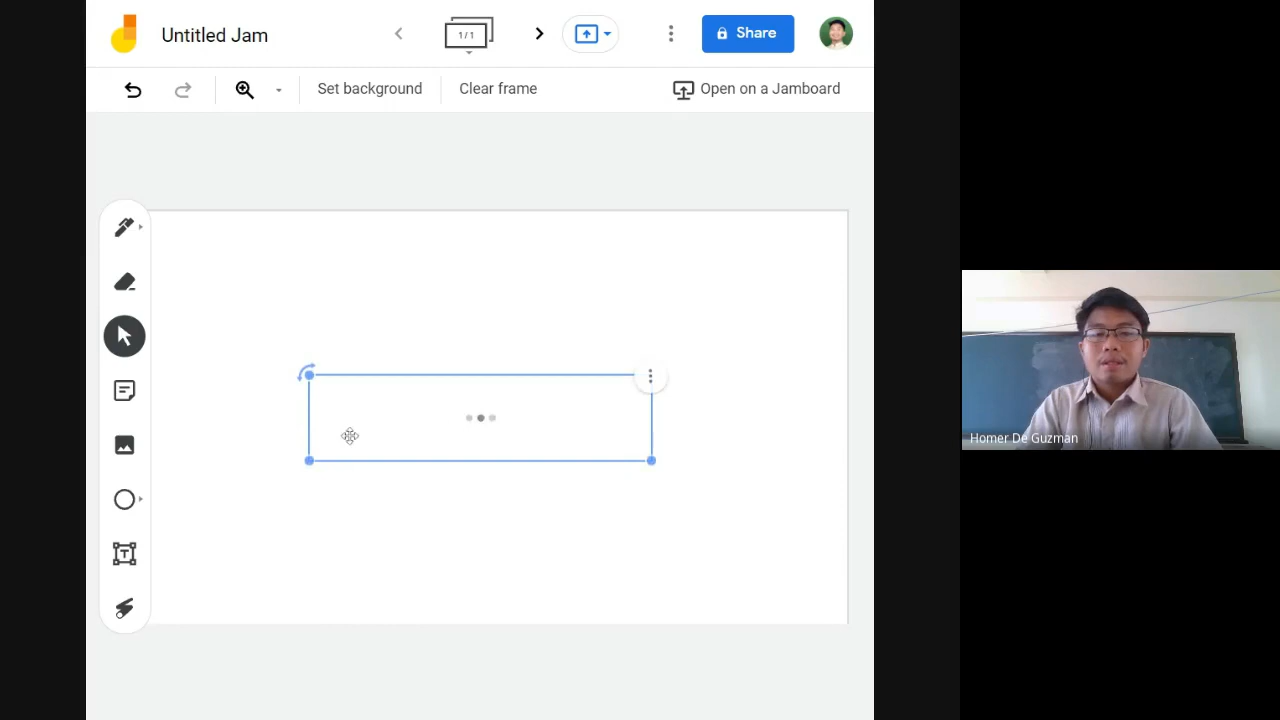 Untitled Jam
1/1
Share
Set background
Clear frame
Open on a Jamboard
T
Homer De Guzman